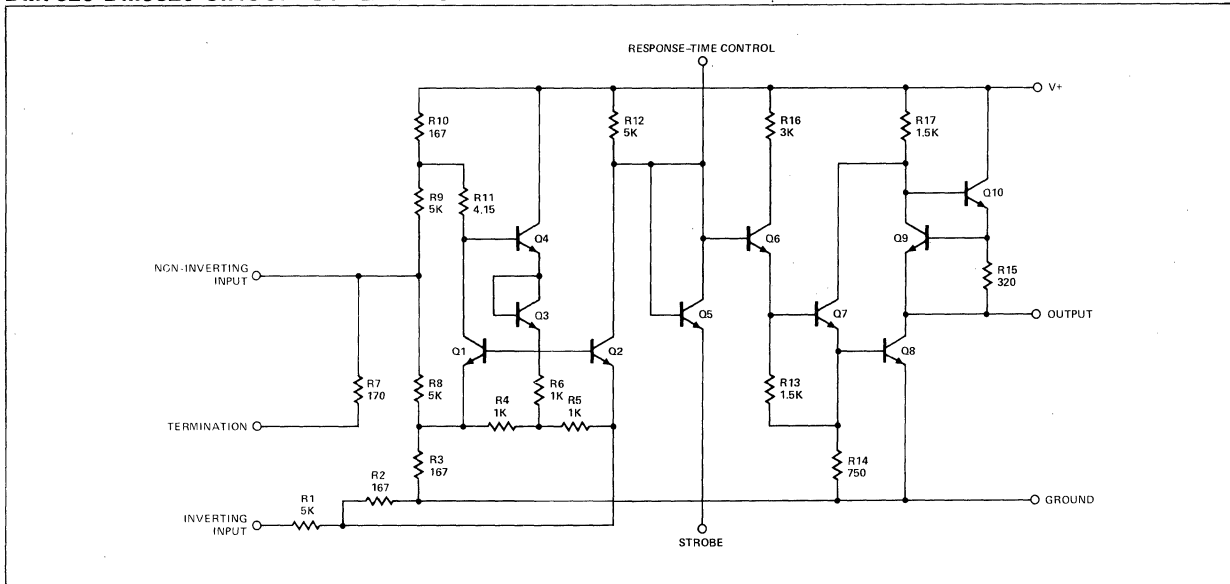 RESPONSE–TIME CONTROL
V+
R10
167
R12
5K
R16
3K
R17
1.5K
R9
5K
R11
4.15
Q4
Q10
Q6
Q9
NON-INVERTING
INPUT
R15
320
Q3
Q5
Q7
OUTPUT
Q1
Q2
Q8
R7
170
R8
5K
R6
1K
R13
1.5K
R4
1K
R5
1K
TERMINATION
R3
167
R14
750
R2
167
R1
5K
GROUND
INVERTING
INPUT
STROBE